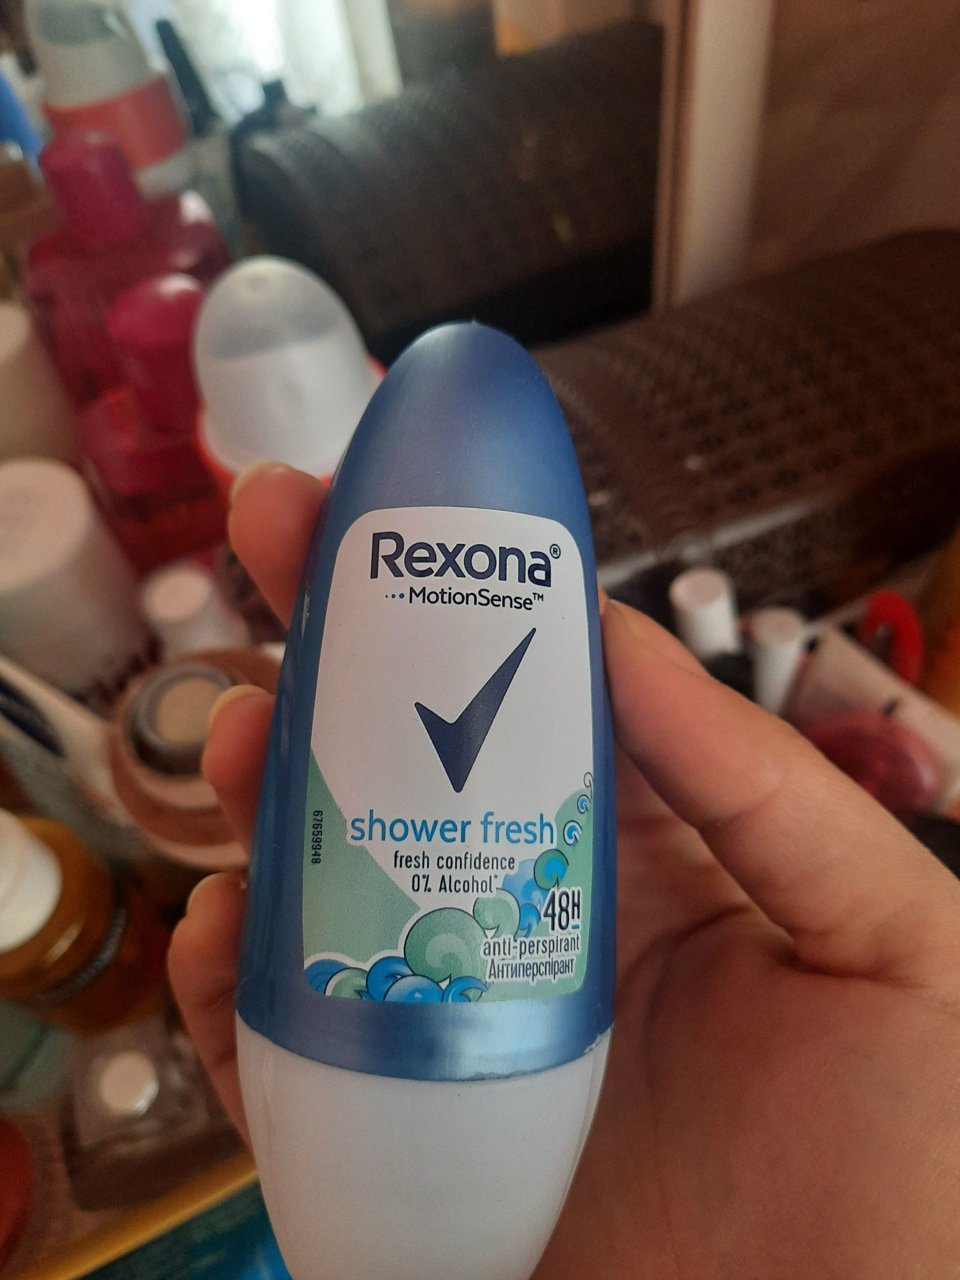 Rexona®
···MotionSense™
shower fresh
fresh confidence
0% Alcohol*
48H
anti-perspirant
Антиперспірант
67659948